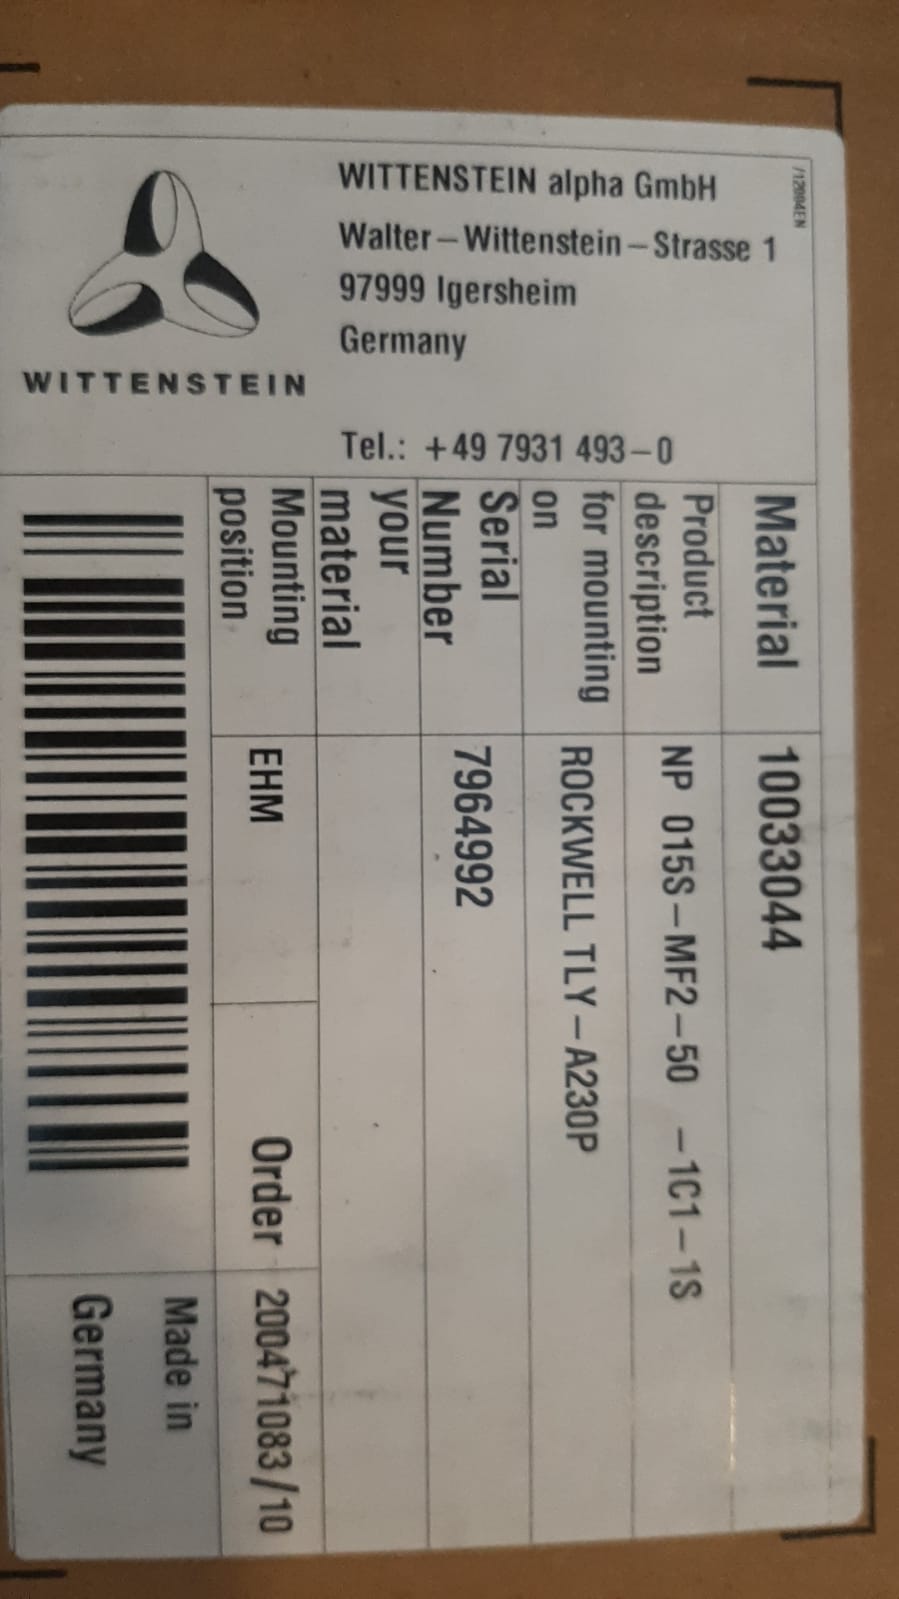 /12004EN
WITTENSTEIN alpha GmbH
Walter-Wittenstein-Strasse 1
97999 Igersheim
Germany
Tel.: +49 7931 493-0
WITTENSTEIN
Material 10033044
Product description NP 015S-MF2-50 -1C1-1S
for mounting on ROCKWELL TLY-A230P
Serial Number 7964992
your material
Mounting position EHM Order 200471083/10
Made in
Germany